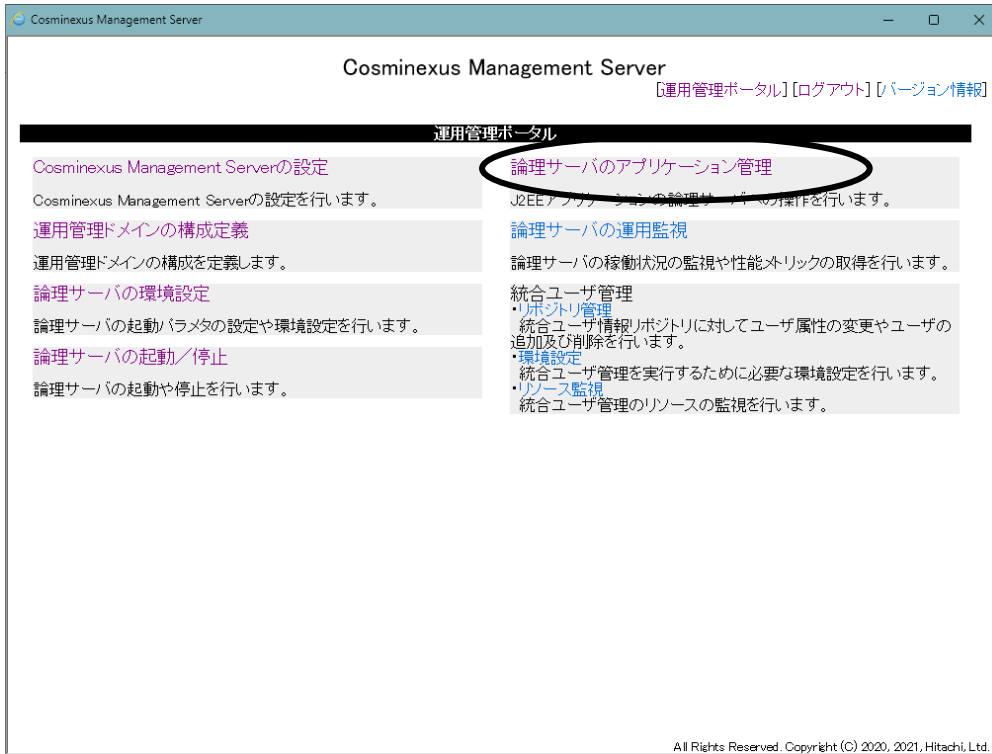 Cosminexus Management Server
Cosminexus Management Server
[運用管理ポータル] [ログアウト] [バージョン情報]
運用管理ポータル
Cosminexus Management Serverの設定
Cosminexus Management Serverの設定を行います。
運用管理ドメインの構成定義
運用管理ドメインの構成を定義します。
論理サーバの環境設定
論理サーバの起動パラメタの設定や環境設定を行います。
論理サーバの起動／停止
論理サーバの起動や停止を行います。
論理サーバのアプリケーション管理
J2EEアプリケーションの論理サーバへの操作を行います。
論理サーバの運用監視
論理サーバの稼働状況の監視や性能メトリックの取得を行います。
統合ユーザ管理
・リポジトリ管理
統合ユーザ情報リポジトリに対してユーザ属性の変更やユーザの
追加及び削除を行います。
・環境設定
統合ユーザ管理を実行するために必要な環境設定を行います。
・リソース監視
統合ユーザ管理のリソースの監視を行います。
All Rights Reserved. Copyright (C) 2020, 2021, Hitachi, Ltd.